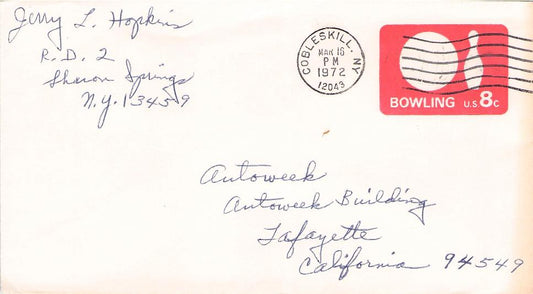 Jerry L. Hopkins
R.D. 2
Sharon Springs
N.Y. 13459
COBLESKILL, NY
MAR 16
PM
1972
12043
BOWLING U.S. 8c
Autoweek
Autoweek Building
Lafayette
California 94549